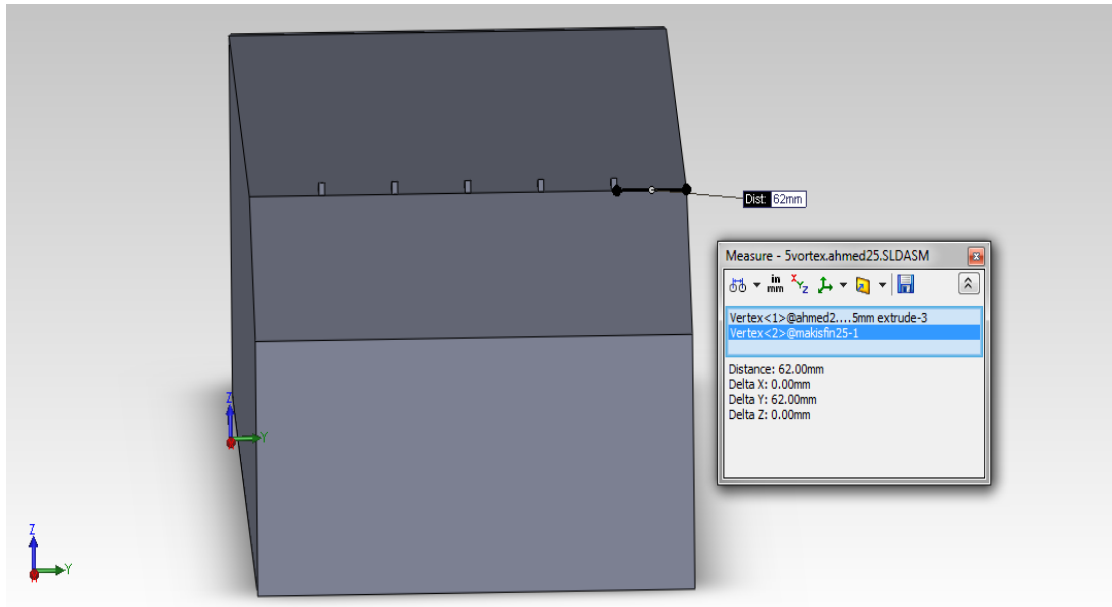 Dist: 62mm
Measure - 5vortex.ahmed25.SLDASM
in
mm
X
Y
Z
Vertex<1>@ahmed2....5mm extrude-3
Vertex<2>@makisfin25-1
Distance: 62.00mm
Delta X: 0.00mm
Delta Y: 62.00mm
Delta Z: 0.00mm
Z
Y
Z
Y